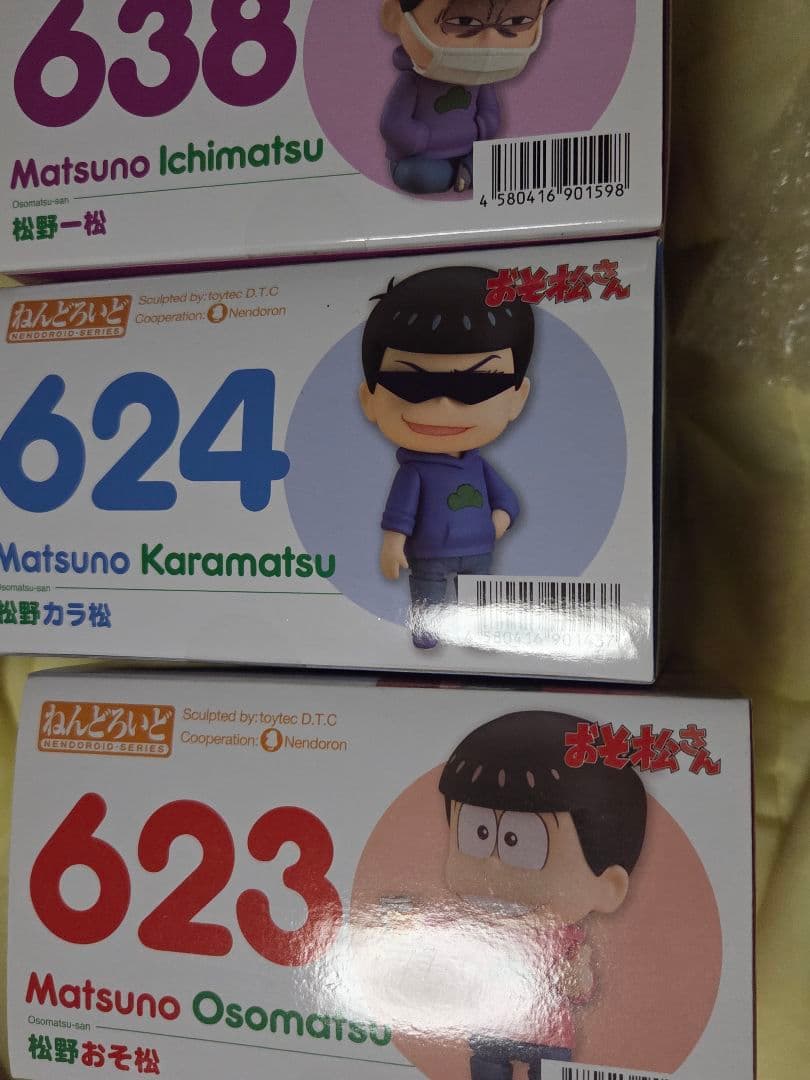 638
Matsuno Ichimatsu
Osomatsu-san
松野一松
4 580416 901598
ねんどろいど
NENDOROID-SERIES
Sculpted by: toytec D.T.C
Cooperation: Nendoron
おそ松さん
624
Matsuno Karamatsu
Osomatsu-san
松野カラ松
4 580416 901437
ねんどろいど
NENDOROID-SERIES
Sculpted by: toytec D.T.C
Cooperation: Nendoron
おそ松さん
623
Matsuno Osomatsu
Osomatsu-san
松野おそ松